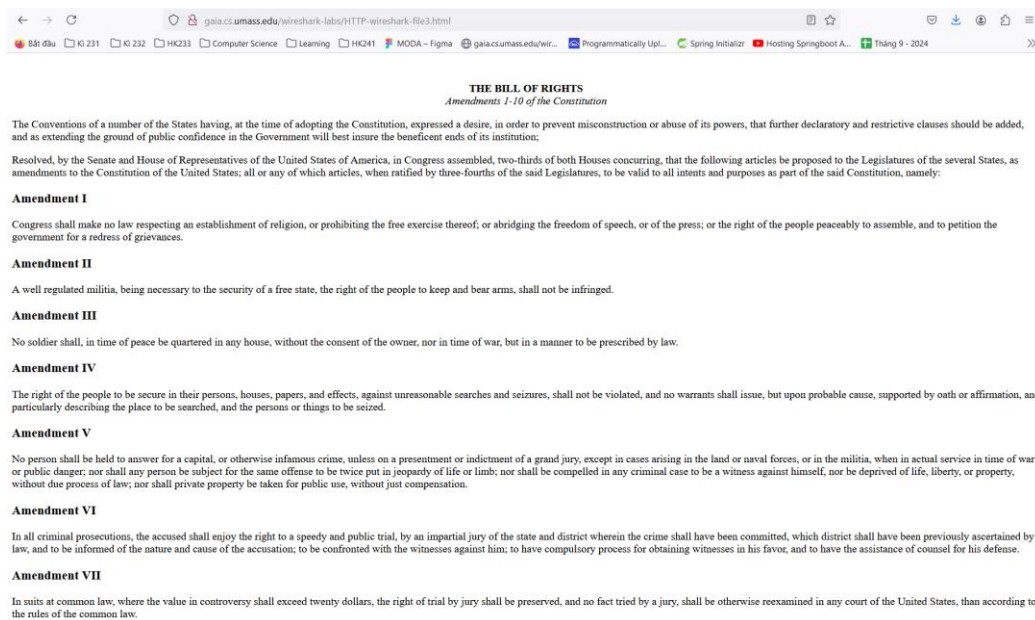 gaia.cs.umass.edu/wireshark-labs/HTTP-wireshark-file3.html
Bắt đầu Kì 231 Kì 232 HK233 Computer Science Learning HK241 MODA – Figma gaia.cs.umass.edu/wir... Programmatically Upl... Spring Initializr Hosting Springboot A... Tháng 9 - 2024
THE BILL OF RIGHTS
Amendments 1-10 of the Constitution
The Conventions of a number of the States having, at the time of adopting the Constitution, expressed a desire, in order to prevent misconstruction or abuse of its powers, that further declaratory and restrictive clauses should be added,
and as extending the ground of public confidence in the Government will best insure the beneficent ends of its institution;
Resolved, by the Senate and House of Representatives of the United States of America, in Congress assembled, two-thirds of both Houses concurring, that the following articles be proposed to the Legislatures of the several States, as
amendments to the Constitution of the United States; all or any of which articles, when ratified by three-fourths of the said Legislatures, to be valid to all intents and purposes as part of the said Constitution, namely:
Amendment I
Congress shall make no law respecting an establishment of religion, or prohibiting the free exercise thereof; or abridging the freedom of speech, or of the press; or the right of the people peaceably to assemble, and to petition the
government for a redress of grievances.
Amendment II
A well regulated militia, being necessary to the security of a free state, the right of the people to keep and bear arms, shall not be infringed.
Amendment III
No soldier shall, in time of peace be quartered in any house, without the consent of the owner, nor in time of war, but in a manner to be prescribed by law.
Amendment IV
The right of the people to be secure in their persons, houses, papers, and effects, against unreasonable searches and seizures, shall not be violated, and no warrants shall issue, but upon probable cause, supported by oath or affirmation, an
particularly describing the place to be searched, and the persons or things to be seized.
Amendment V
No person shall be held to answer for a capital, or otherwise infamous crime, unless on a presentment or indictment of a grand jury, except in cases arising in the land or naval forces, or in the militia, when in actual service in time of war
or public danger; nor shall any person be subject for the same offense to be twice put in jeopardy of life or limb; nor shall be compelled in any criminal case to be a witness against himself, nor be deprived of life, liberty, or property,
without due process of law; nor shall private property be taken for public use, without just compensation.
Amendment VI
In all criminal prosecutions, the accused shall enjoy the right to a speedy and public trial, by an impartial jury of the state and district wherein the crime shall have been committed, which district shall have been previously ascertained by
law, and to be informed of the nature and cause of the accusation; to be confronted with the witnesses against him; to have compulsory process for obtaining witnesses in his favor, and to have the assistance of counsel for his defense.
Amendment VII
In suits at common law, where the value in controversy shall exceed twenty dollars, the right of trial by jury shall be preserved, and no fact tried by a jury, shall be otherwise reexamined in any court of the United States, than according to
the rules of the common law.